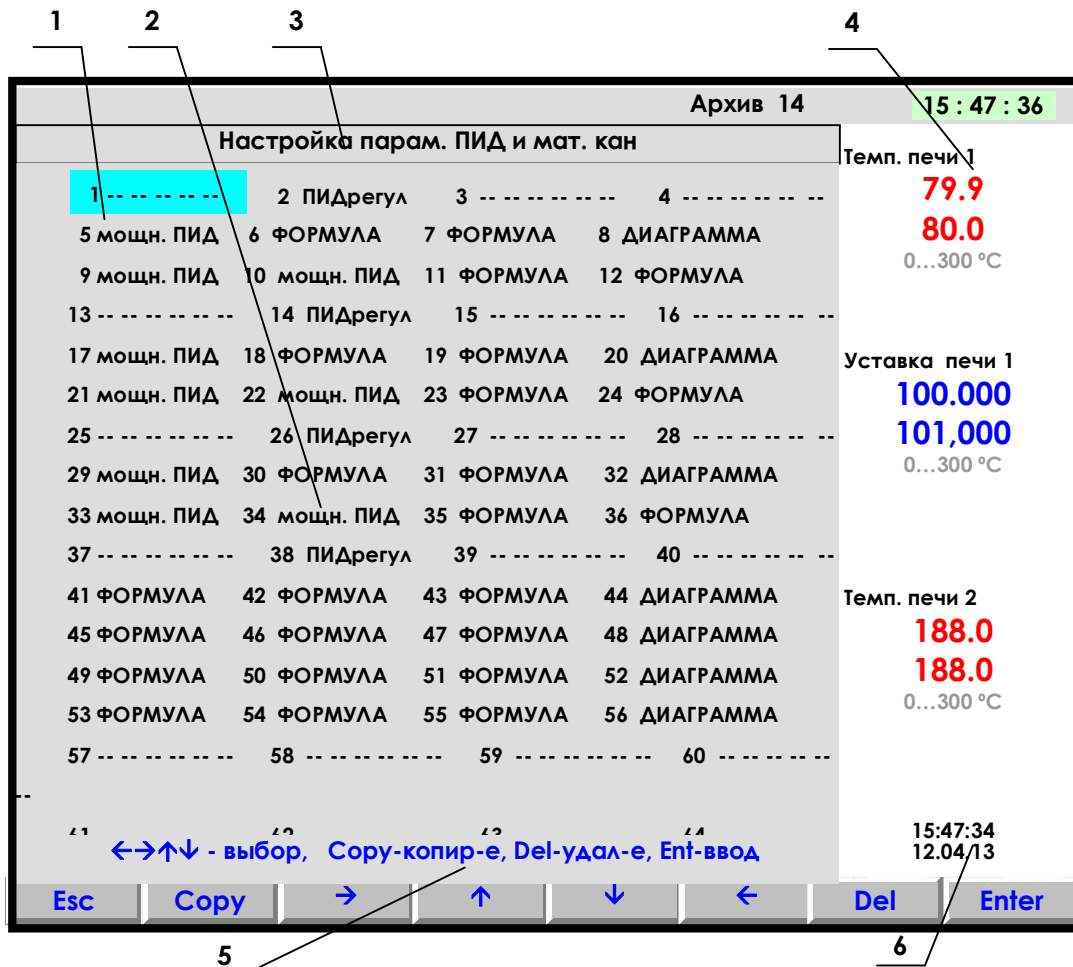 1 2 3 4
Архив 14 15 : 47 : 36
Настройка парам. ПИД и мат. кан
Темп. печи 1
1 -- -- -- -- -- 2 ПИДрегул 3 -- -- -- -- -- -- 4 -- -- -- -- -- --
79.9
5 мощн. ПИД 6 ФОРМУЛА 7 ФОРМУЛА 8 ДИАГРАММА
80.0
0...300 ºC
9 мощн. ПИД 10 мощн. ПИД 11 ФОРМУЛА 12 ФОРМУЛА
13 -- -- -- -- -- -- 14 ПИДрегул 15 -- -- -- -- -- -- 16 -- -- -- -- -- --
17 мощн. ПИД 18 ФОРМУЛА 19 ФОРМУЛА 20 ДИАГРАММА
Уставка печи 1
21 мощн. ПИД 22 мощн. ПИД 23 ФОРМУЛА 24 ФОРМУЛА
100.000
25 -- -- -- -- -- -- 26 ПИДрегул 27 -- -- -- -- -- -- 28 -- -- -- -- -- --
101,000
0...300 ºC
29 мощн. ПИД 30 ФОРМУЛА 31 ФОРМУЛА 32 ДИАГРАММА
33 мощн. ПИД 34 мощн. ПИД 35 ФОРМУЛА 36 ФОРМУЛА
37 -- -- -- -- -- -- 38 ПИДрегул 39 -- -- -- -- -- -- 40 -- -- -- -- -- --
41 ФОРМУЛА 42 ФОРМУЛА 43 ФОРМУЛА 44 ДИАГРАММА
Темп. печи 2
45 ФОРМУЛА 46 ФОРМУЛА 47 ФОРМУЛА 48 ДИАГРАММА
188.0
49 ФОРМУЛА 50 ФОРМУЛА 51 ФОРМУЛА 52 ДИАГРАММА
188.0
0...300 ºC
53 ФОРМУЛА 54 ФОРМУЛА 55 ФОРМУЛА 56 ДИАГРАММА
57 -- -- -- -- -- -- 58 -- -- -- -- -- -- 59 -- -- -- -- -- -- 60 -- -- -- -- --
--
←→↑↓ - выбор, Copy-копир-е, Del-удал-е, Ent-ввод
15:47:34
12.04/13
Esc Copy → ↑ ↓ ← Del Enter
5 6